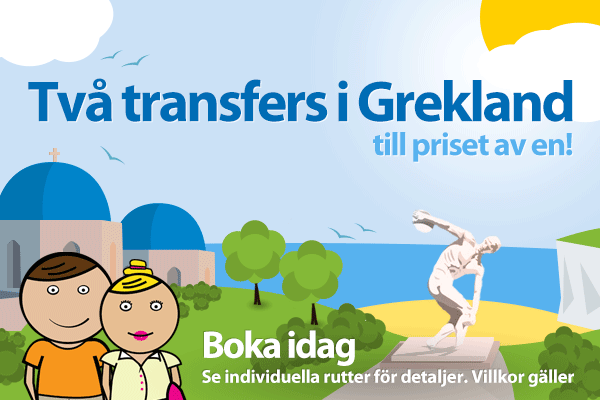 Två transfers i Grekland
till priset av en!
Boka idag
Se individuella rutter för detaljer. Villkor gäller